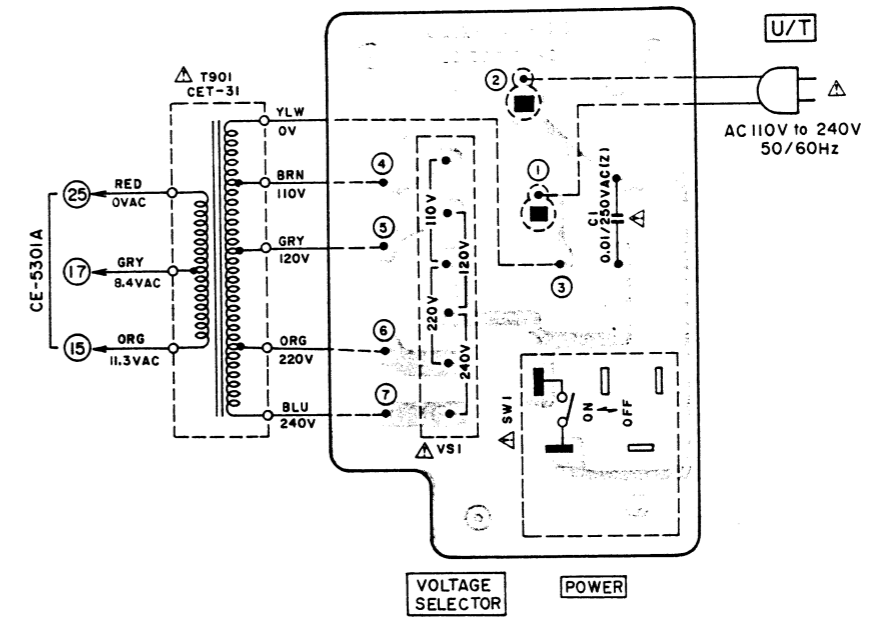 U/T
T901
CET-31
YLW
0V
AC 110V to 240V
50/60Hz
BRN
110V
RED
0VAC
25
GRY
120V
GRY
8.4VAC
17
CE-5301A
ORG
11.3VAC
15
ORG
220V
BLU
240V
1
2
3
4
5
6
7
110V
120V
220V
240V
VS1
C1
0.01/250VAC(Z)
SW1
ON
OFF
VOLTAGE
SELECTOR
POWER